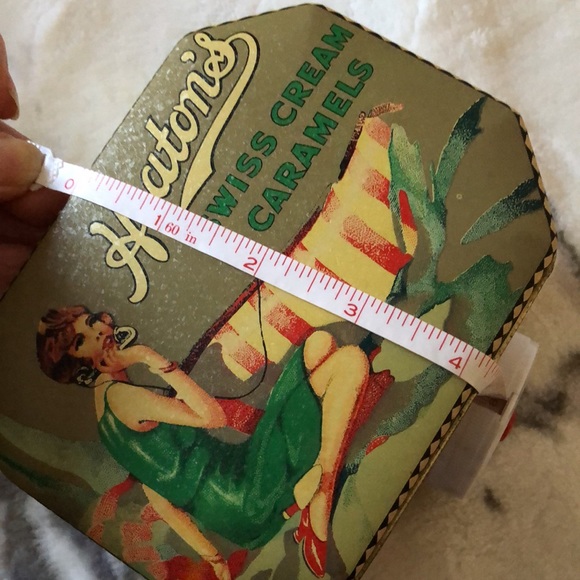 Heaton's
SWISS CREAM
CARAMELS
0 1 60 in 2 3 4